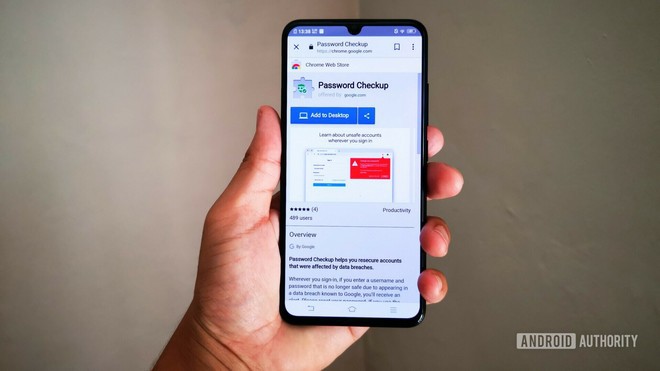 13:36
Password Checkup
https://chrome.google.com
Chrome Web Store
Password Checkup
offered by google.com
Add to Desktop
Learn about unsafe accounts
wherever you sign in
(4)
Productivity
489 users
Overview
By Google
Password Checkup helps you resecure accounts
that were affected by data breaches.
Wherever you sign-in, if you enter a username and
password that is no longer safe due to appearing in
a data breach known to Google, you'll receive an
ANDROID AUTHORITY